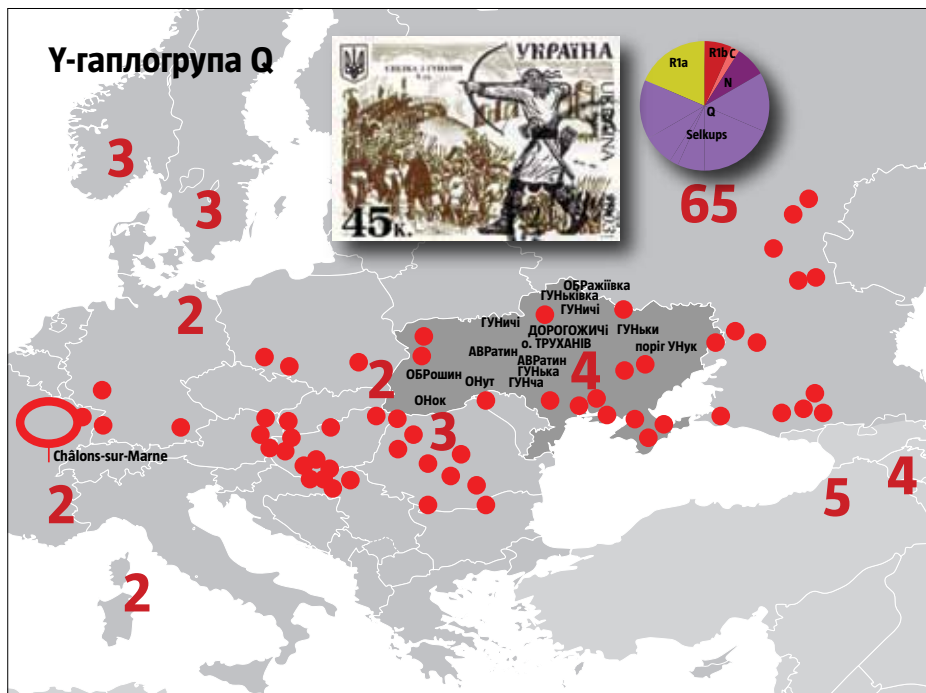 Y-гаплогрупа Q
УКРАЇНА
45к.
R1b
C
R1a
N
Q
Selkups
3
65
3
ОБРажіївка
ГУНьківка
2
ГУНичі
ГУНичі
ДОРОГОЖИЧі
ГУНьки
о. ТРУХАНІВ
поріг УНук
АВРатин
АВРатин
ОБРошин
ГУНька
4
2
ОНут
ГУНча
ОНок
3
Châlons-sur-Marne
4
5
2
2